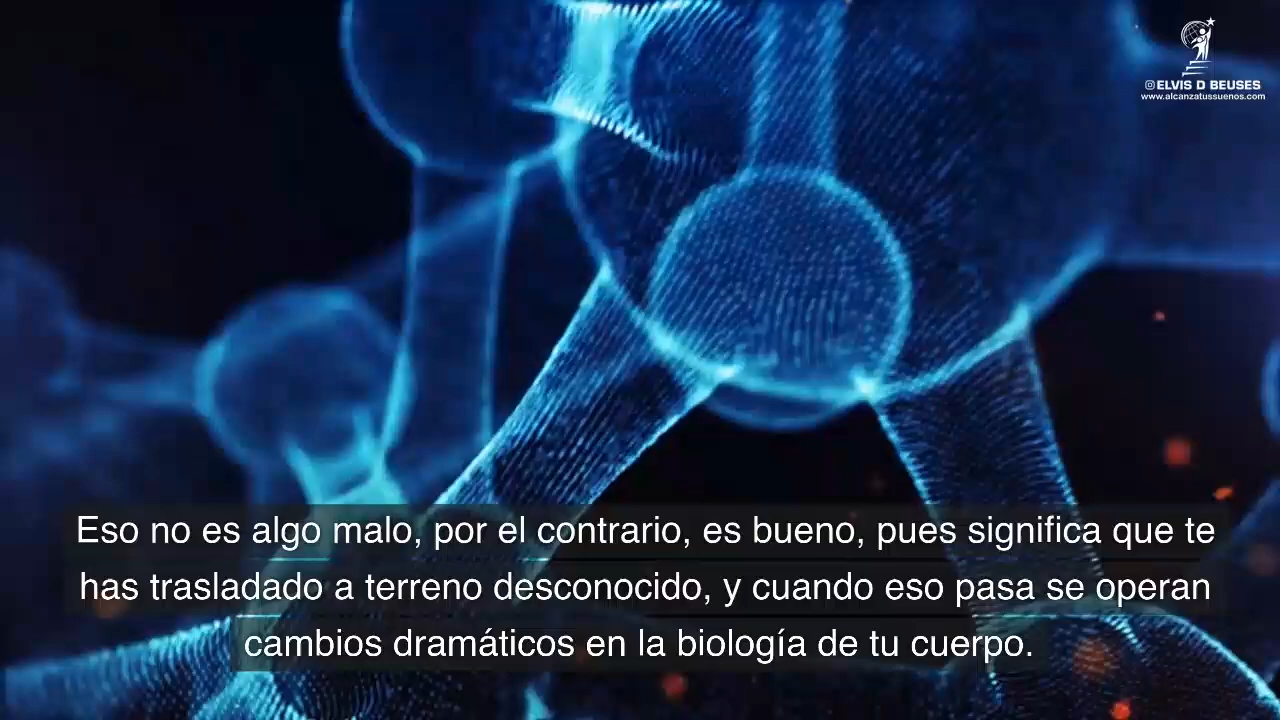 @ELVIS D BEUSES
www.alcanzatussuenos.com
Eso no es algo malo, por el contrario, es bueno, pues significa que te
has trasladado a terreno desconocido, y cuando eso pasa se operan
cambios dramáticos en la biología de tu cuerpo.